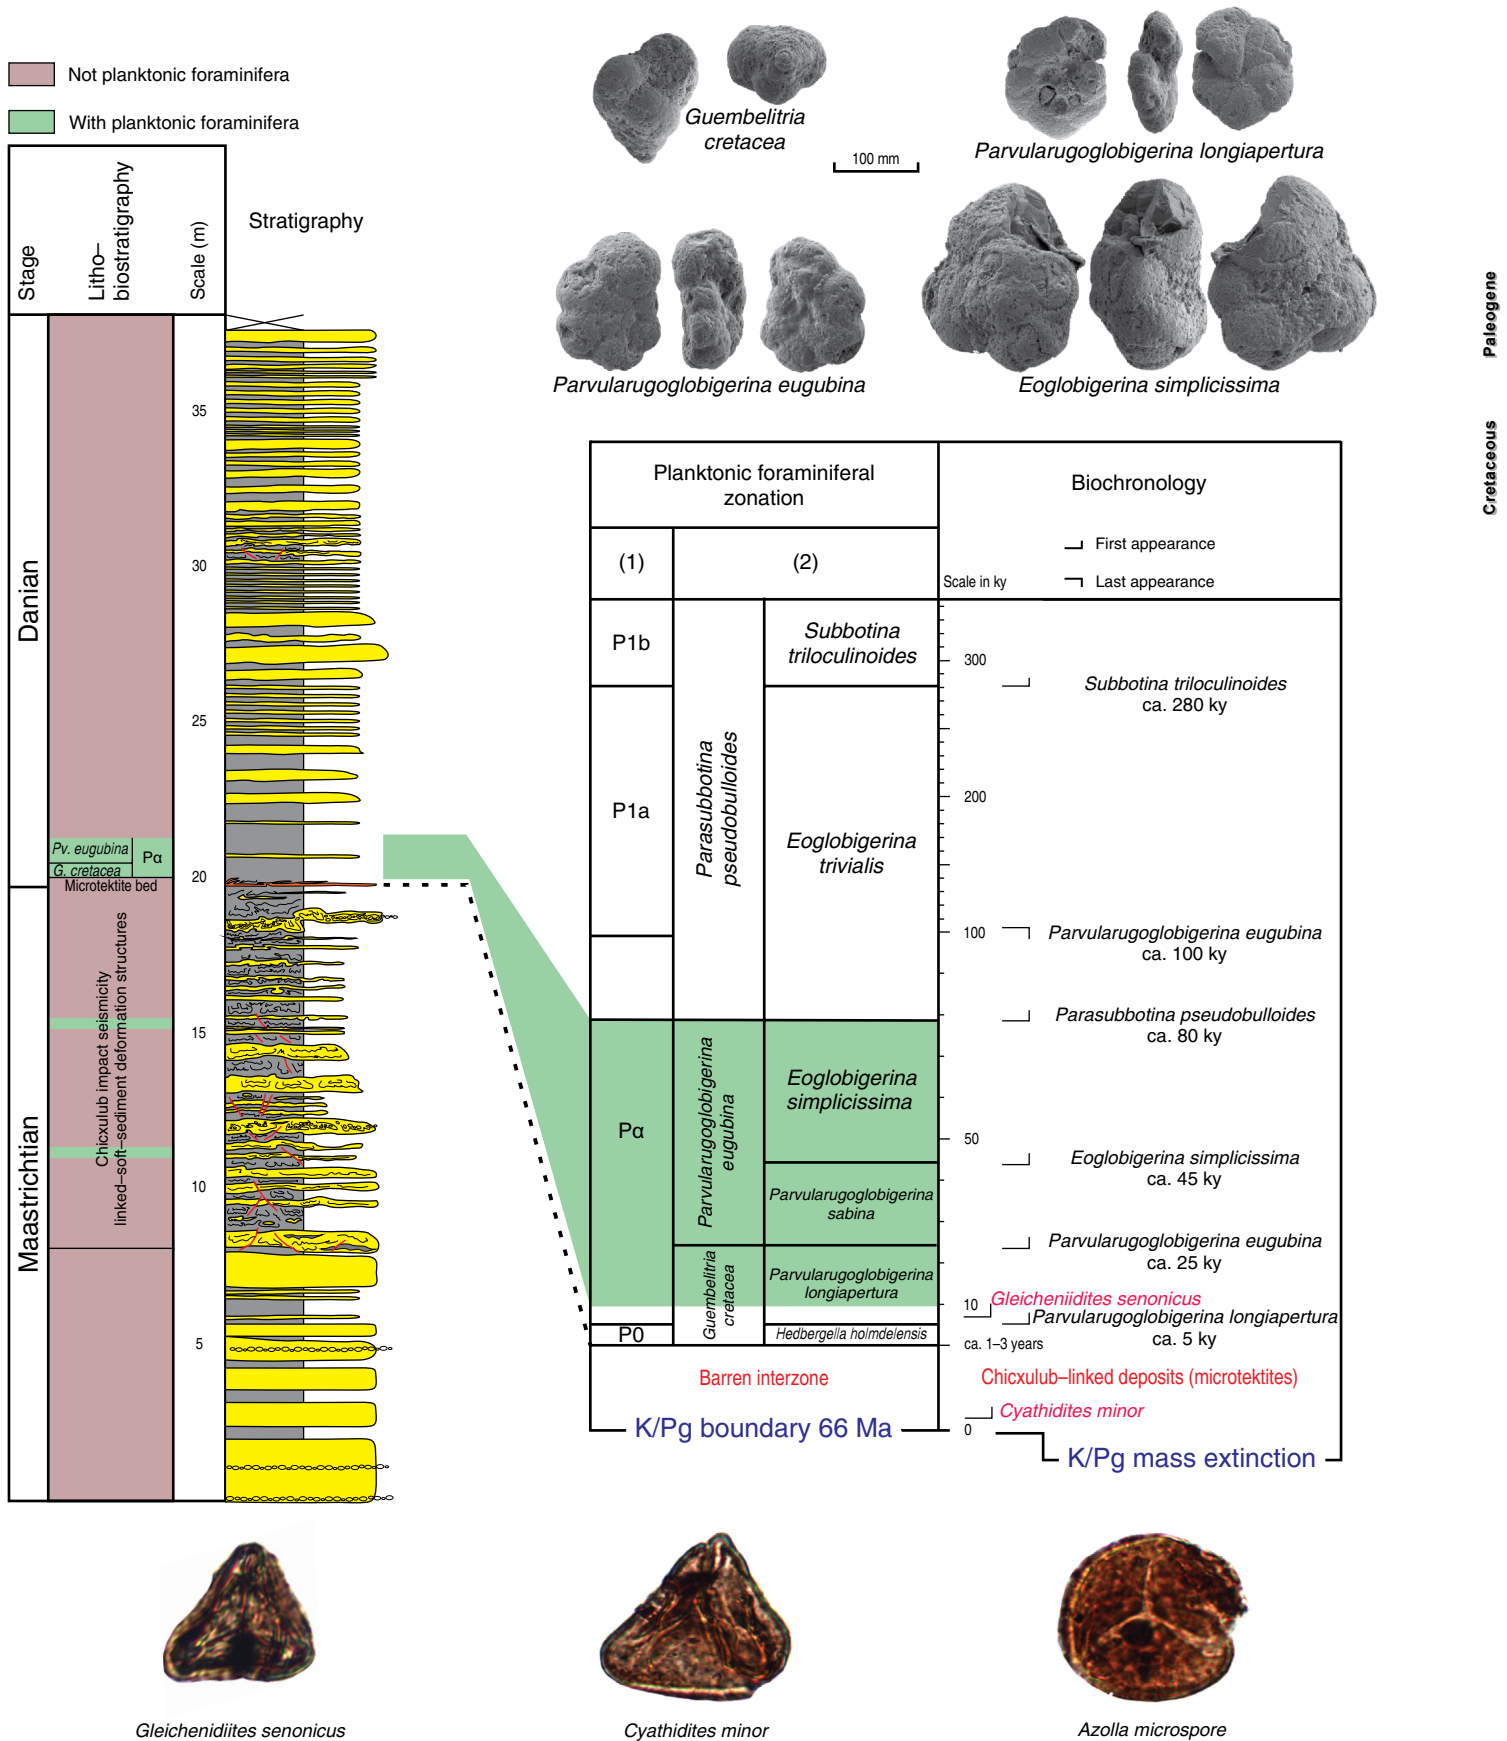 Not planktonic foraminifera
With planktonic foraminifera
Guembelitria
cretacea
100 mm
Parvularugoglobigerina longiapertura
Parvularugoglobigerina eugubina
Eoglobigerina simplicissima
Paleogene
Cretaceous
Stage
Litho–
biostratigraphy
Scale (m)
Stratigraphy
Danian
Maastrichtian
Pv. eugubina
G. cretacea
Pα
Microtektite bed
Chicxulub impact seismicity
linked–soft–sediment deformation structures
35
30
25
20
15
10
5
Planktonic foraminiferal
zonation
Biochronology
(1)
(2)
First appearance
Last appearance
Scale in ky
P1b
P1a
Pα
P0
Parasubbotina
pseudobulloides
Parvularugoglobigerina
eugubina
Guembelitria
cretacea
Subbotina
triloculinoides
Eoglobigerina
trivialis
Eoglobigerina
simplicissima
Parvularugoglobigerina
sabina
Parvularugoglobigerina
longiapertura
Hedbergella holmdelensis
300
200
100
50
10
ca. 1–3 years
0
Subbotina triloculinoides
ca. 280 ky
Parvularugoglobigerina eugubina
ca. 100 ky
Parasubbotina pseudobulloides
ca. 80 ky
Eoglobigerina simplicissima
ca. 45 ky
Parvularugoglobigerina eugubina
ca. 25 ky
Gleicheniidites senonicus
Parvularugoglobigerina longiapertura
ca. 5 ky
Barren interzone
Chicxulub–linked deposits (microtektites)
Cyathidites minor
K/Pg boundary 66 Ma
K/Pg mass extinction
Gleichenidiites senonicus
Cyathidites minor
Azolla microspore